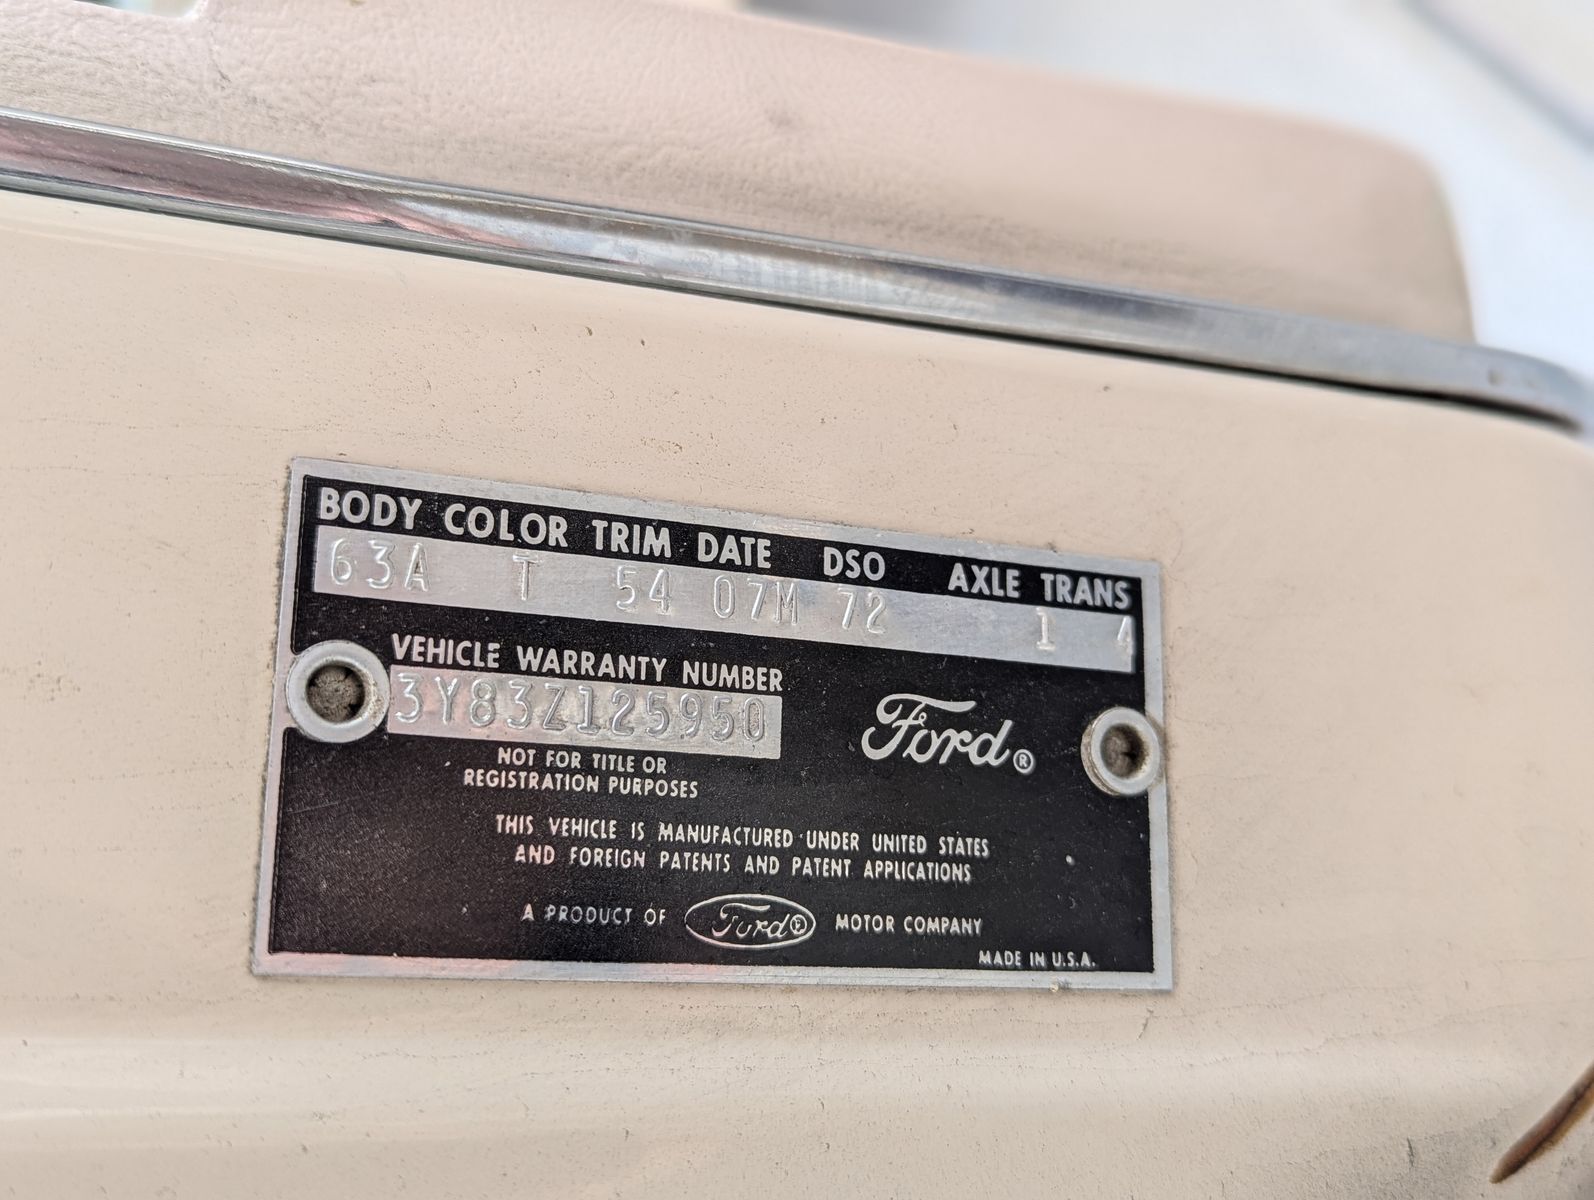 BODY COLOR TRIM DATE DSO AXLE TRANS
63A T 54 07M 72 1 4
VEHICLE WARRANTY NUMBER
3Y83Z125950
Ford®
NOT FOR TITLE OR
REGISTRATION PURPOSES
THIS VEHICLE IS MANUFACTURED UNDER UNITED STATES
AND FOREIGN PATENTS AND PATENT APPLICATIONS
A PRODUCT OF Ford® MOTOR COMPANY
MADE IN U.S.A.